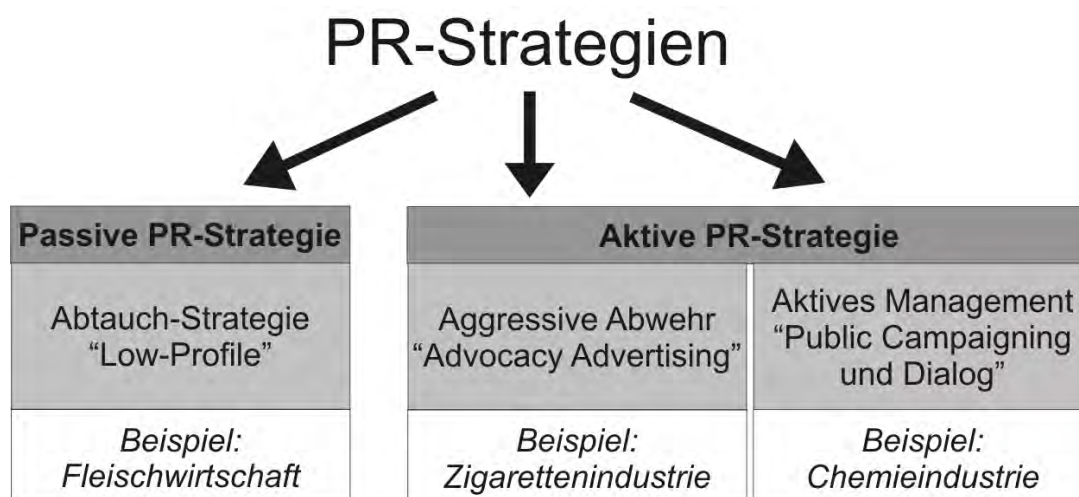 PR-Strategien
Passive PR-Strategie
Abtauch-Strategie
“Low-Profile”
Beispiel:
Fleischwirtschaft
Aktive PR-Strategie
Aggressive Abwehr
“Advocacy Advertising”
Beispiel:
Zigarettenindustrie
Aktives Management
“Public Campaigning
und Dialog”
Beispiel:
Chemieindustrie